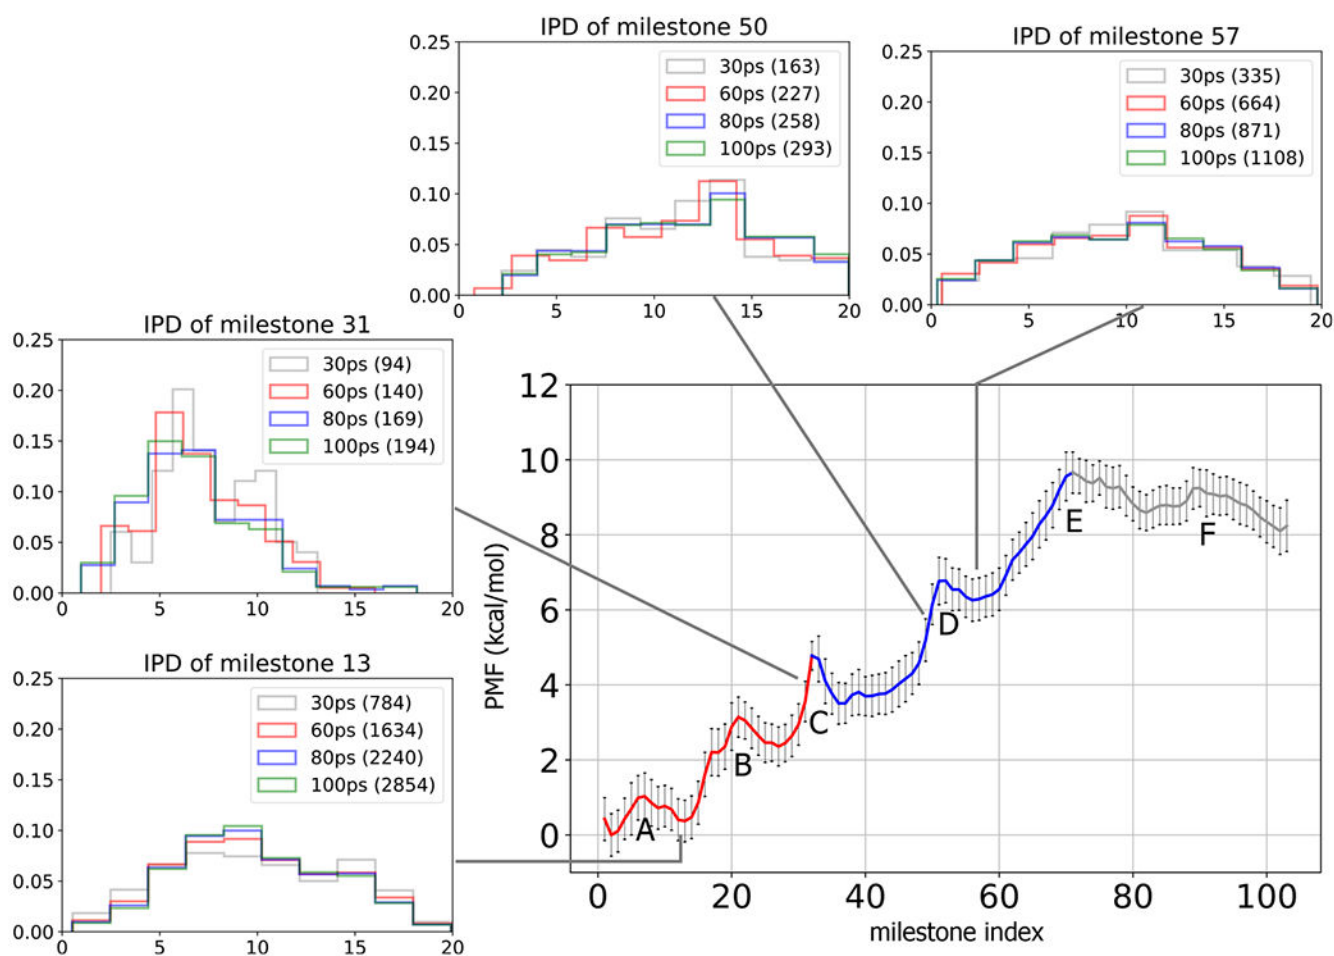 IPD of milestone 50
0.25
0.20
0.15
0.10
0.05
0.00
0 5 10 15 20
30ps (163)
60ps (227)
80ps (258)
100ps (293)
IPD of milestone 57
0.25
0.20
0.15
0.10
0.05
0.00
0 5 10 15 20
30ps (335)
60ps (664)
80ps (871)
100ps (1108)
IPD of milestone 31
0.25
0.20
0.15
0.10
0.05
0.00
0 5 10 15 20
30ps (94)
60ps (140)
80ps (169)
100ps (194)
IPD of milestone 13
0.25
0.20
0.15
0.10
0.05
0.00
0 5 10 15 20
30ps (784)
60ps (1634)
80ps (2240)
100ps (2854)
PMF (kcal/mol)
12
10
8
6
4
2
0
A
B
C
D
E
F
0 20 40 60 80 100
milestone index